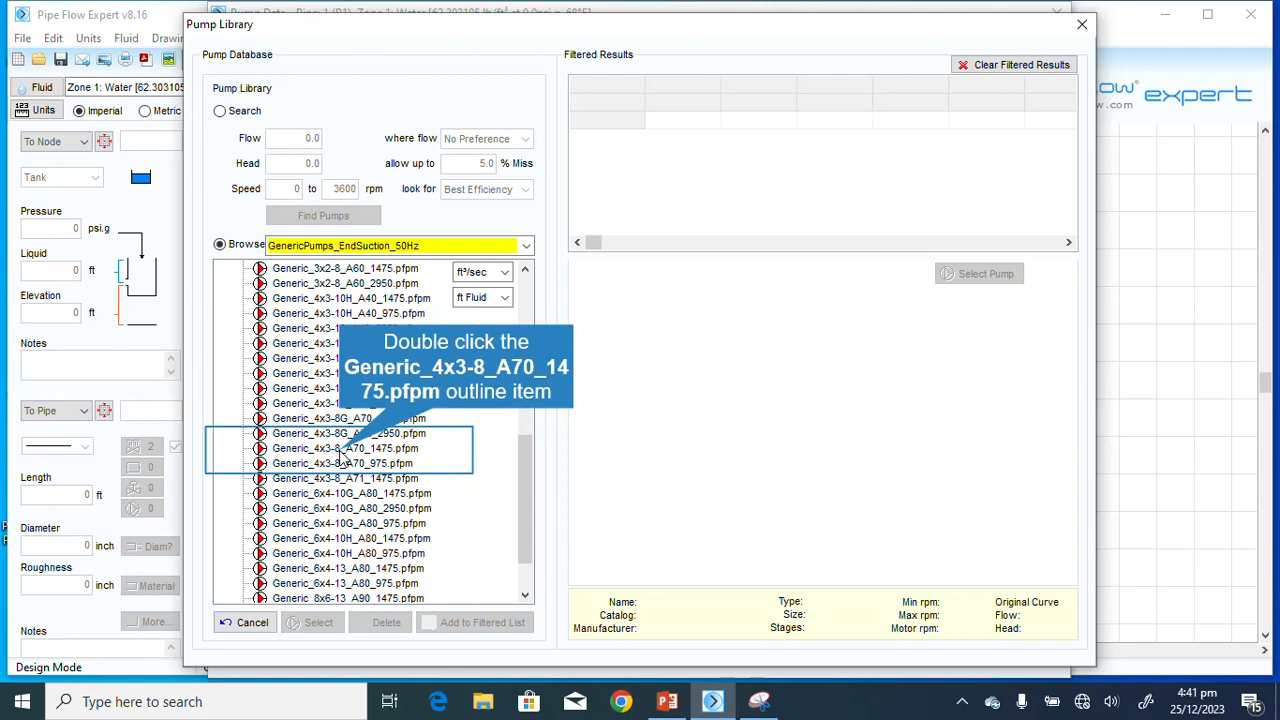 Pipe Flow Expert v8.16
Pump Library
File Edit Units Fluid
Pump Database
Filtered Results
Clear Filtered Results
Pump Library
Fluid Zone 1: Water [62.303105
Search
Units Imperial Metric
Flow 0.0 where flow No Preference
To Node
Head 0.0 allow up to 5.0 % Miss
Tank
Speed 0 to 3600 rpm look for Best Efficiency
Find Pumps
Pressure
0 psi.g
Browse GenericPumps_EndSuction_50Hz
Liquid
0 ft
Generic_3x2-8_A60_1475.pfpm ft³/sec
Select Pump
Generic_3x2-8_A60_2950.pfpm
Elevation
Generic_4x3-10H_A40_1475.pfpm ft Fluid
0 ft
Generic_4x3-10H_A40_975.pfpm
Notes
Double click the
Generic_4x3-8_A70_14
75.pfpm outline item
To Pipe
Generic_4x3-8G_A70_
Generic_4x3-8G_
2950.pfpm
Generic_4x3-8_A70_1475.pfpm
Generic_4x3-8_A70_975.pfpm
Generic_4x3-8_A71_1475.pfpm
Generic_6x4-10G_A80_1475.pfpm
Generic_6x4-10G_A80_2950.pfpm
Generic_6x4-10G_A80_975.pfpm
Generic_6x4-10H_A80_1475.pfpm
Generic_6x4-10H_A80_975.pfpm
Generic_6x4-13_A80_1475.pfpm
Generic_6x4-13_A80_975.pfpm
Generic_8x6-13_A90_1475.pfpm
2
0
0
0
Length
0 ft
Diameter
0 inch Diam?
Roughness
0 inch Material
More...
Notes
Cancel Select Delete Add to Filtered List
Name: Type: Min rpm: Original Curve
Catalog: Size: Max rpm: Flow:
Manufacturer: Stages: Motor rpm: Head:
Design Mode
Type here to search
4:41 pm
25/12/2023
15
expert